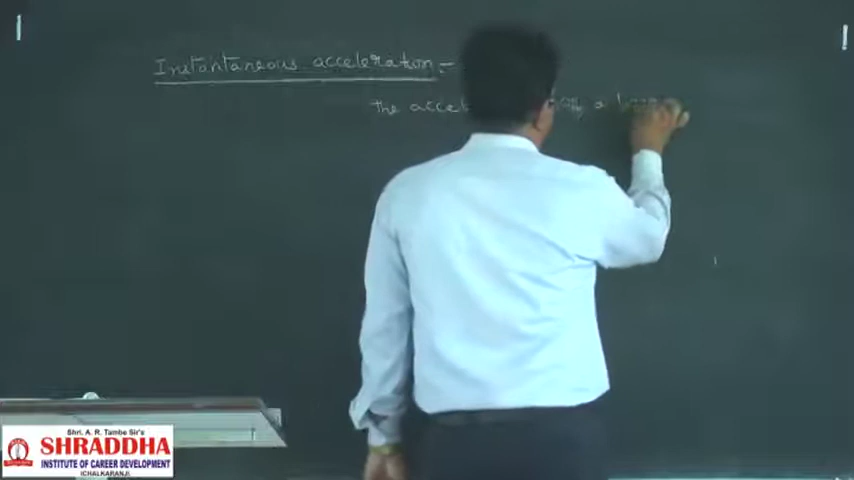 Instantaneous acceleration :-
the accel
Shri. A. R. Tambe Sir's
SHRADDHA
INSTITUTE OF CAREER DEVELOPMENT
ICHALKARANJI